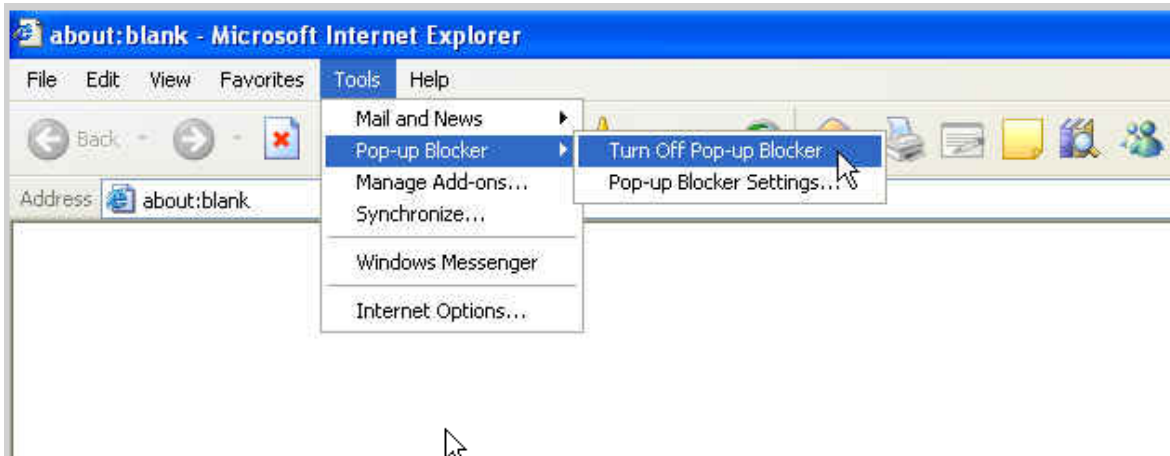 about:blank - Microsoft Internet Explorer
File Edit View Favorites Tools Help
Back
Mail and News
Pop-up Blocker
Turn Off Pop-up Blocker
Manage Add-ons...
Pop-up Blocker Settings...
Address about:blank
Synchronize...
Windows Messenger
Internet Options...